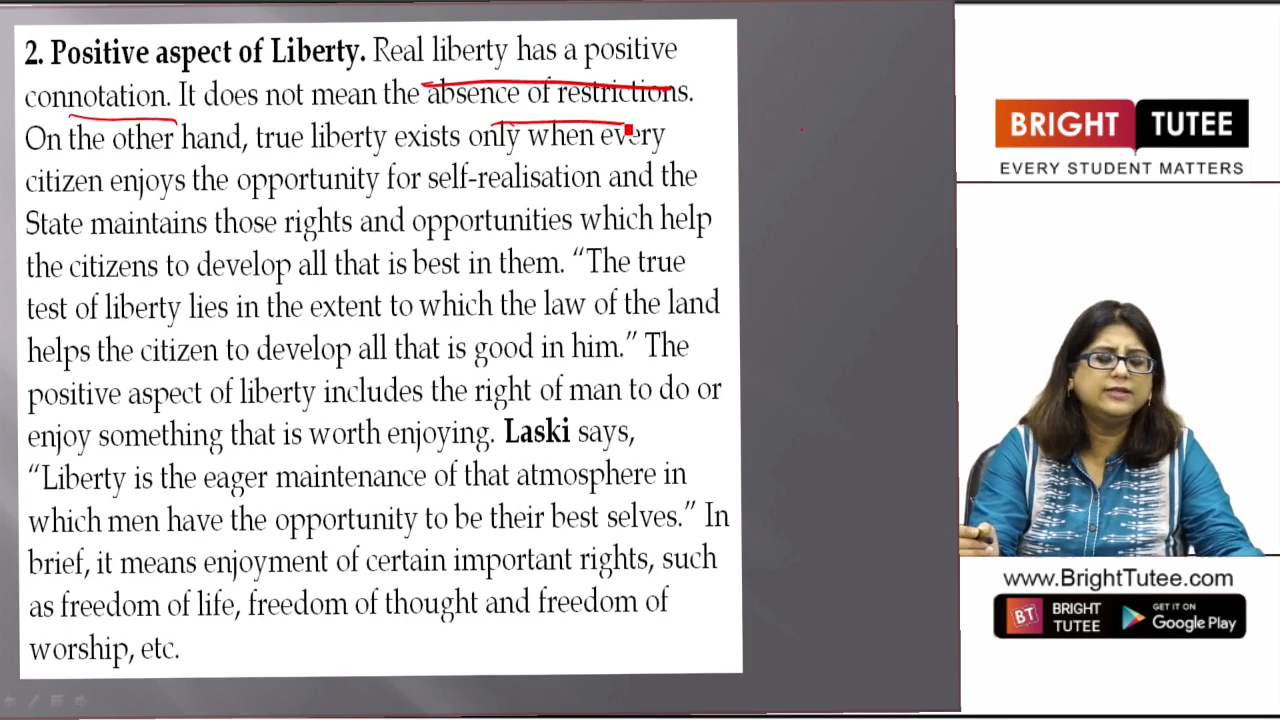 2. Positive aspect of Liberty. Real liberty has a positive
connotation. It does not mean the absence of restrictions.
On the other hand, true liberty exists only when every
citizen enjoys the opportunity for self-realisation and the
State maintains those rights and opportunities which help
the citizens to develop all that is best in them. “The true
test of liberty lies in the extent to which the law of the land
helps the citizen to develop all that is good in him.” The
positive aspect of liberty includes the right of man to do or
enjoy something that is worth enjoying. Laski says,
“Liberty is the eager maintenance of that atmosphere in
which men have the opportunity to be their best selves.” In
brief, it means enjoyment of certain important rights, such
as freedom of life, freedom of thought and freedom of
worship, etc.
BRIGHT TUTEE
EVERY STUDENT MATTERS
www.BrightTutee.com
BT BRIGHT TUTEE
GET IT ON
Google Play